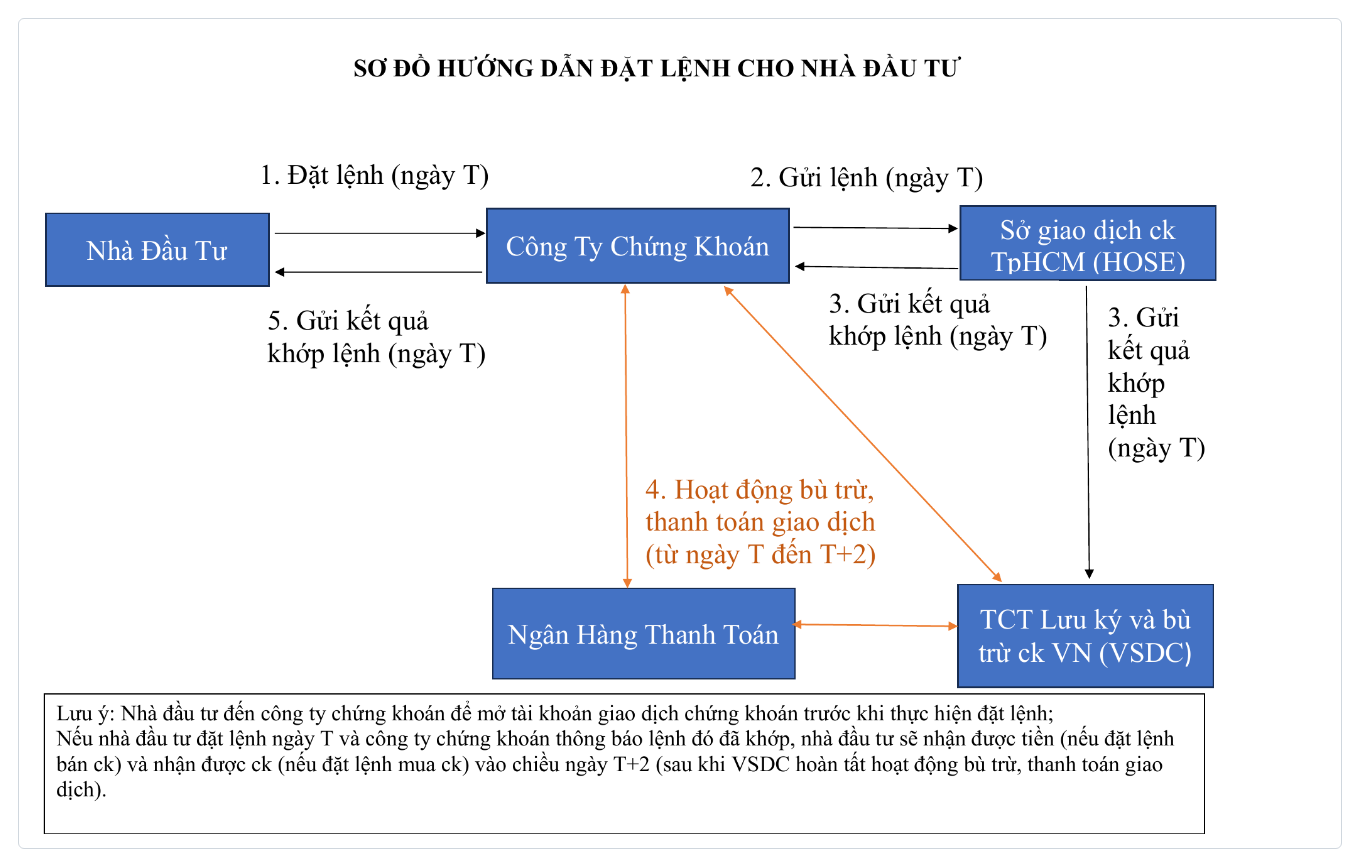 SƠ ĐỒ HƯỚNG DẪN ĐẶT LỆNH CHO NHÀ ĐẦU TƯ
1. Đặt lệnh (ngày T)
2. Gửi lệnh (ngày T)
Nhà Đầu Tư
Công Ty Chứng Khoán
Sở giao dịch ck
TpHCM (HOSE)
5. Gửi kết quả
khớp lệnh (ngày T)
3. Gửi kết quả
khớp lệnh (ngày T)
3. Gửi
kết quả
khớp
lệnh
(ngày T)
4. Hoạt động bù trừ,
thanh toán giao dịch
(từ ngày T đến T+2)
Ngân Hàng Thanh Toán
TCT Lưu ký và bù
trừ ck VN (VSDC)
Lưu ý: Nhà đầu tư đến công ty chứng khoán để mở tài khoản giao dịch chứng khoán trước khi thực hiện đặt lệnh;
Nếu nhà đầu tư đặt lệnh ngày T và công ty chứng khoán thông báo lệnh đó đã khớp, nhà đầu tư sẽ nhận được tiền (nếu đặt lệnh
bán ck) và nhận được ck (nếu đặt lệnh mua ck) vào chiều ngày T+2 (sau khi VSDC hoàn tất hoạt động bù trừ, thanh toán giao
dịch).